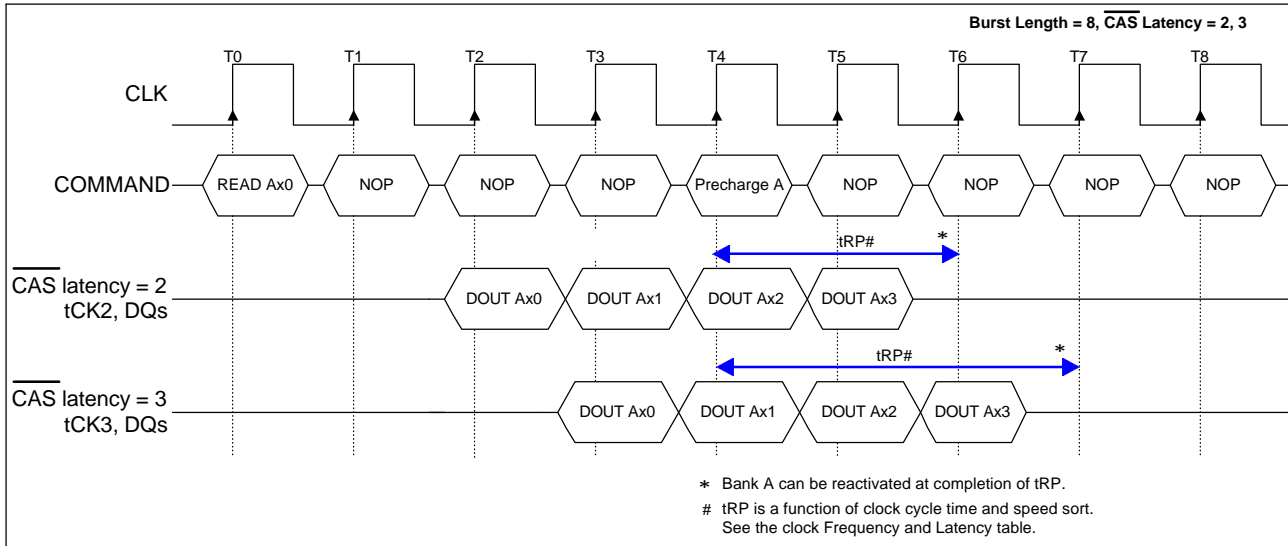 Burst Length = 8, CAS Latency = 2, 3
T0 T1 T2 T3 T4 T5 T6 T7 T8
CLK
COMMAND READ Ax0 NOP NOP NOP Precharge A NOP NOP NOP NOP
tRP# *
CAS latency = 2
tCK2, DQs
DOUT Ax0 DOUT Ax1 DOUT Ax2 DOUT Ax3
tRP# *
CAS latency = 3
tCK3, DQs
DOUT Ax0 DOUT Ax1 DOUT Ax2 DOUT Ax3
* Bank A can be reactivated at completion of tRP.
# tRP is a function of clock cycle time and speed sort.
See the clock Frequency and Latency table.